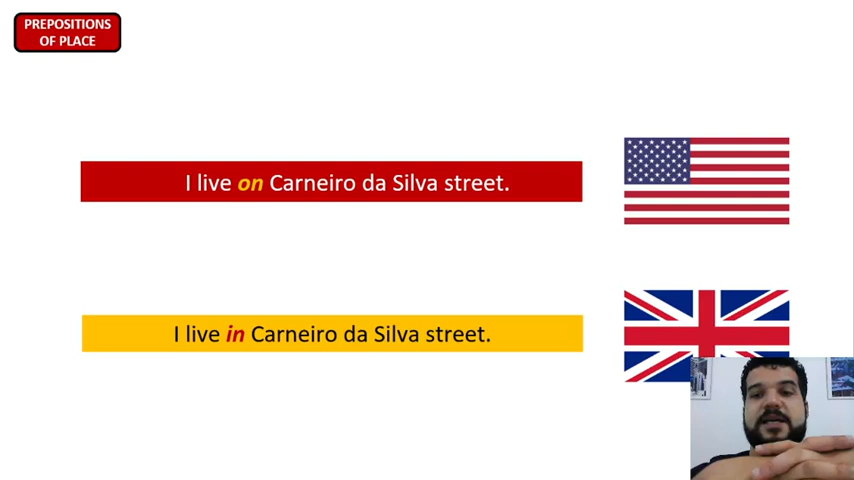 PREPOSITIONS
OF PLACE
I live on Carneiro da Silva street.
I live in Carneiro da Silva street.